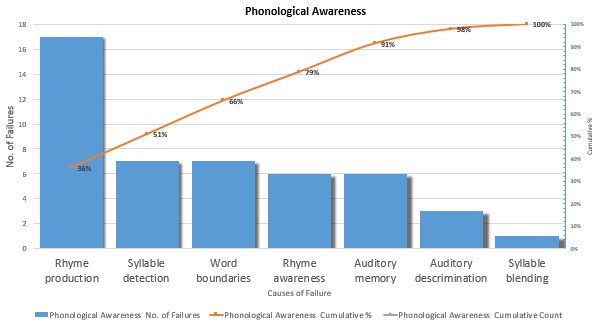 Phonological Awareness
18
16
14
12
10
8
6
4
2
0
No. of Failures
100%
90%
80%
70%
60%
50%
40%
30%
20%
10%
0%
Cumulative %
36%
51%
66%
79%
91%
98%
100%
Rhyme
production
Syllable
detection
Word
boundaries
Rhyme
awareness
Auditory
memory
Auditory
descrimination
Syllable
blending
Causes of Failure
Phonological Awareness No. of Failures
Phonological Awareness Cumulative %
Phonological Awareness Cumulative Count